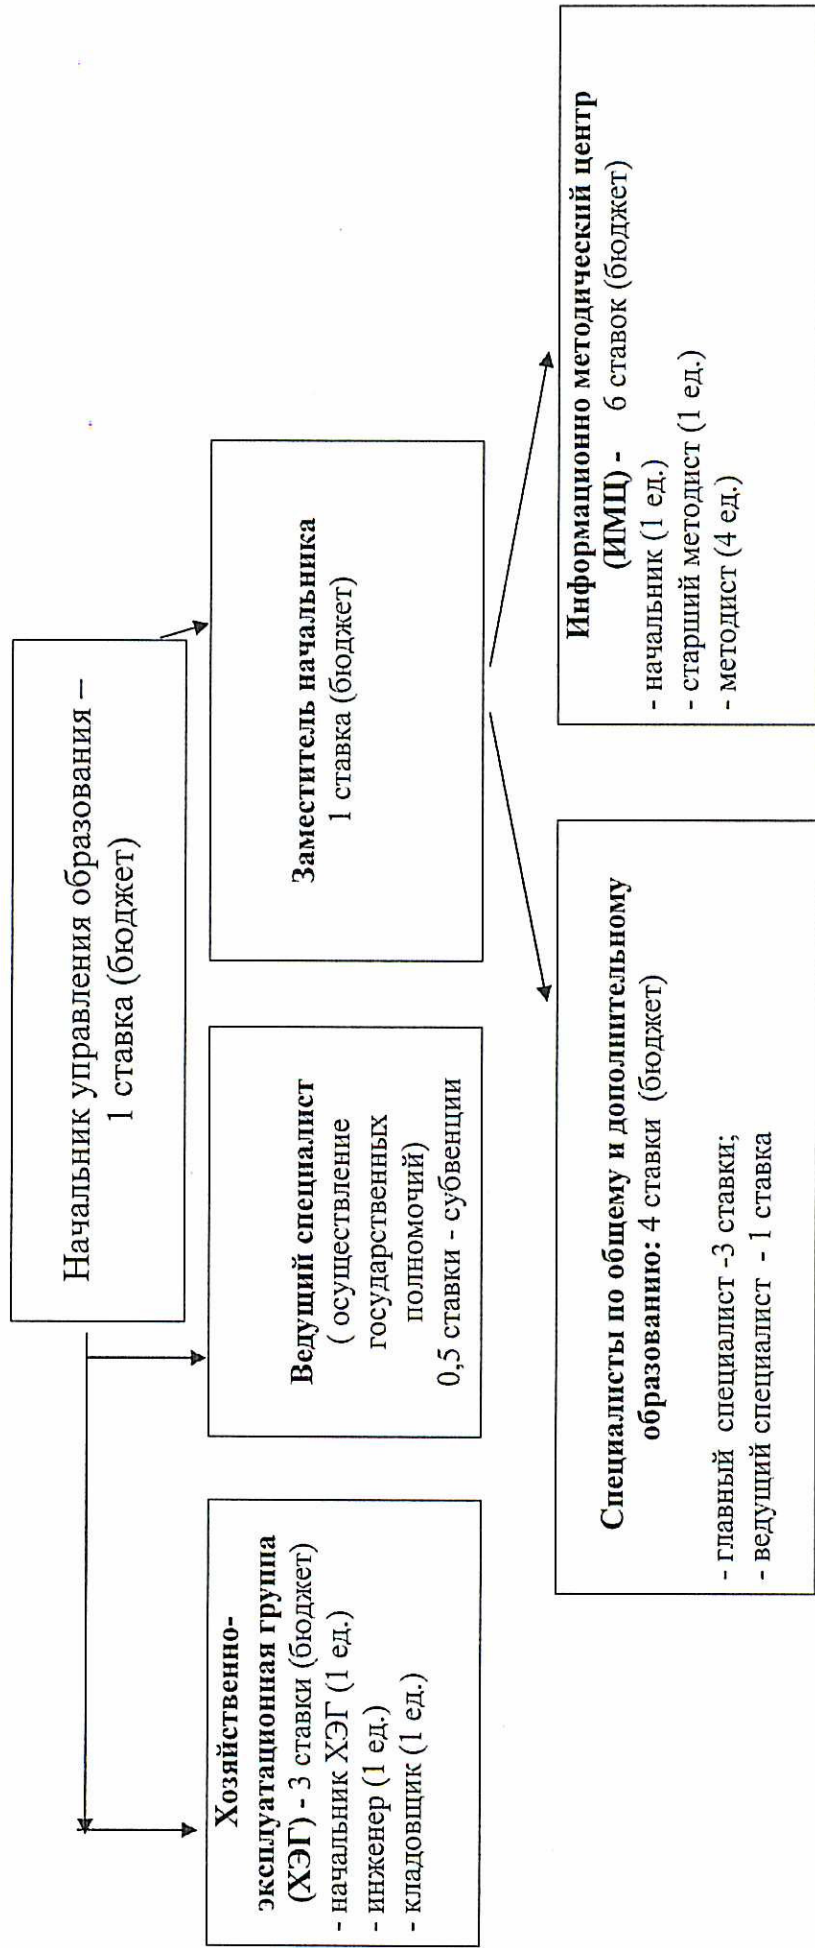 Начальник управления образования –
1 ставка (бюджет)
Хозяйственно-
эксплуатационная группа
(ХЭГ) - 3 ставки (бюджет)
- начальник ХЭГ (1 ед.)
- инженер (1 ед.)
- кладовщик (1 ед.)
Ведущий специалист
( осуществление
государственных
полномочий)
0,5 ставки - субвенции
Заместитель начальника
1 ставка (бюджет)
Специалисты по общему и дополнительному
образованию: 4 ставки (бюджет)
- главный специалист -3 ставки;
- ведущий специалист - 1 ставка
Информационно методический центр
(ИМЦ) - 6 ставок (бюджет)
- начальник (1 ед.)
- старший методист (1 ед.)
- методист (4 ед.)